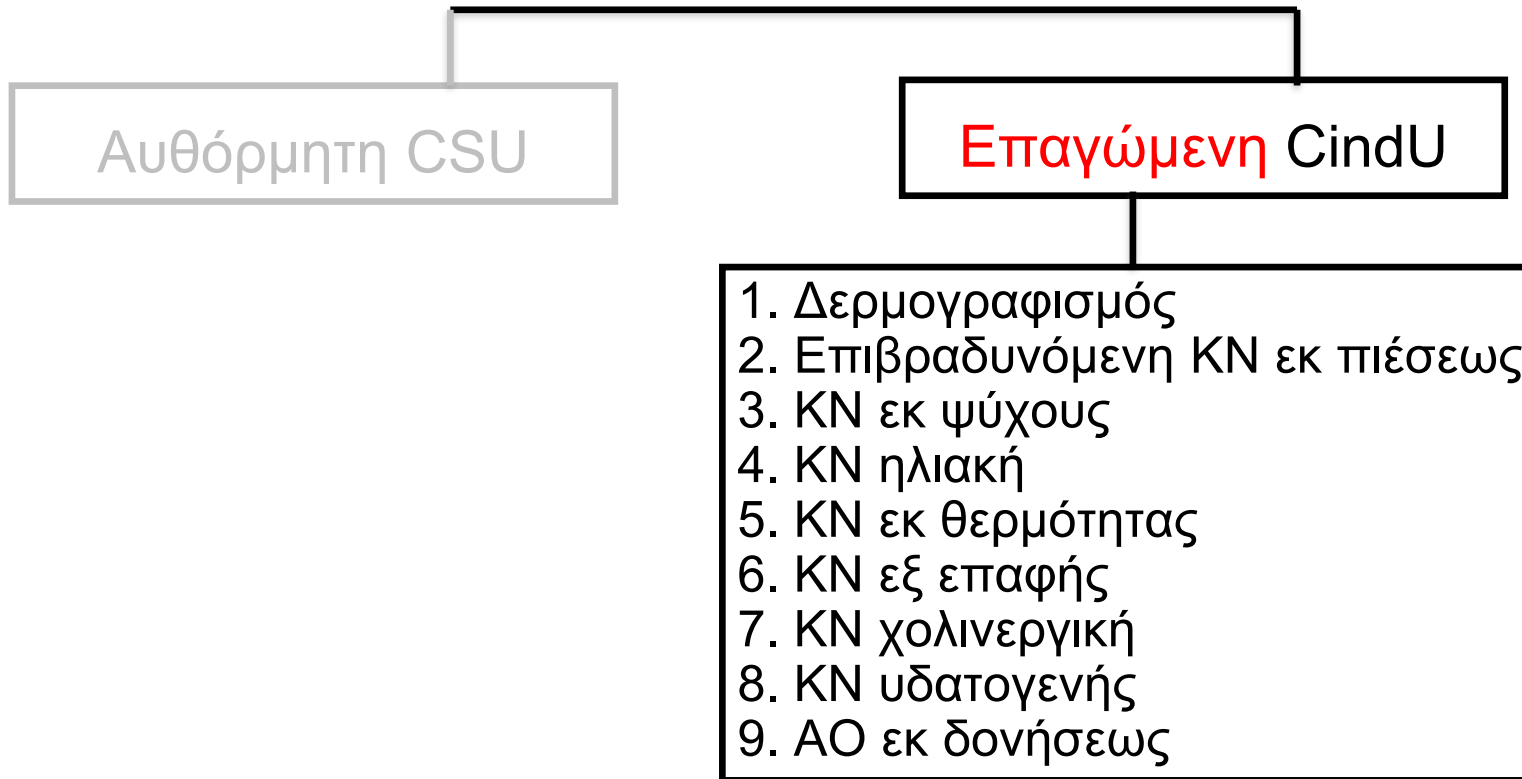 Αυθόρμητη CSU
Επαγώμενη CindU
1. Δερμογραφισμός
2. Επιβραδυνόμενη ΚΝ εκ πιέσεως
3. ΚΝ εκ ψύχους
4. ΚΝ ηλιακή
5. ΚΝ εκ θερμότητας
6. ΚΝ εξ επαφής
7. ΚΝ χολινεργική
8. ΚΝ υδατογενής
9. ΑΟ εκ δονήσεως